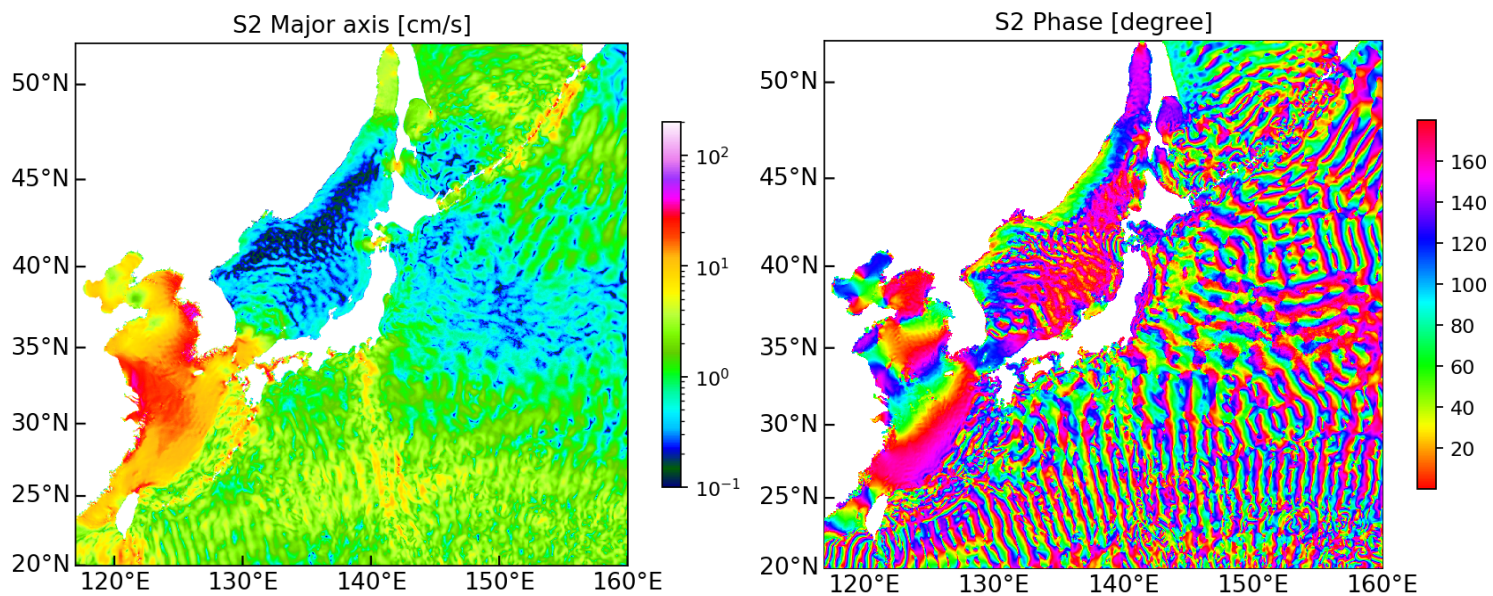 S2 Major axis [cm/s]
50°N
45°N
40°N
35°N
30°N
25°N
20°N
120°E 130°E 140°E 150°E 160°E
10²
10¹
10⁰
10⁻¹
S2 Phase [degree]
50°N
45°N
40°N
35°N
30°N
25°N
20°N
120°E 130°E 140°E 150°E 160°E
160
140
120
100
80
60
40
20